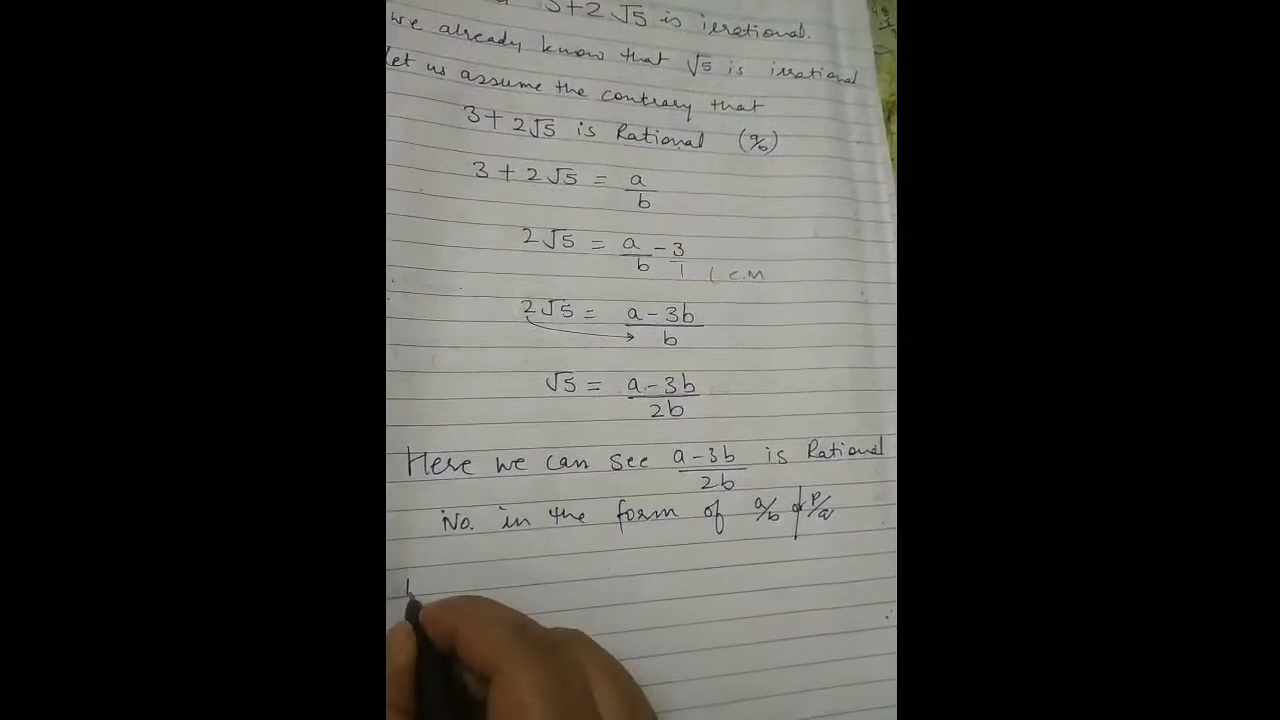 3+2√5 is irrational.
we already know that √5 is irrational
let us assume the contrary that
3+2√5 is Rational (a/b)
3+2√5 = a/b
2√5 = a/b - 3/1 LCM
2√5 = a-3b/b
√5 = a-3b/2b
Here we can see a-3b/2b is Rational
No. in the form of a/b or p/q